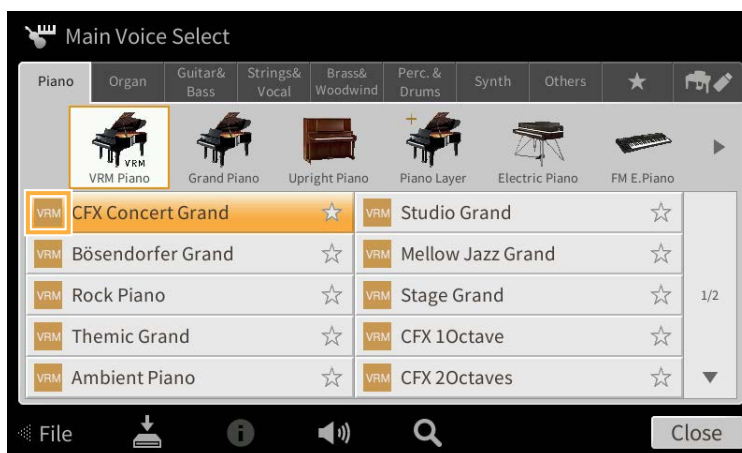 Main Voice Select
Piano
Organ
Guitar&
Bass
Strings&
Vocal
Brass&
Woodwind
Perc. &
Drums
Synth
Others
VRM
VRM Piano
Grand Piano
Upright Piano
Piano Layer
Electric Piano
FM E.Piano
VRM CFX Concert Grand
VRM Studio Grand
VRM Bösendorfer Grand
VRM Mellow Jazz Grand
VRM Rock Piano
VRM Stage Grand
1/2
VRM Themic Grand
VRM CFX 1Octave
VRM Ambient Piano
VRM CFX 2Octaves
File
Close